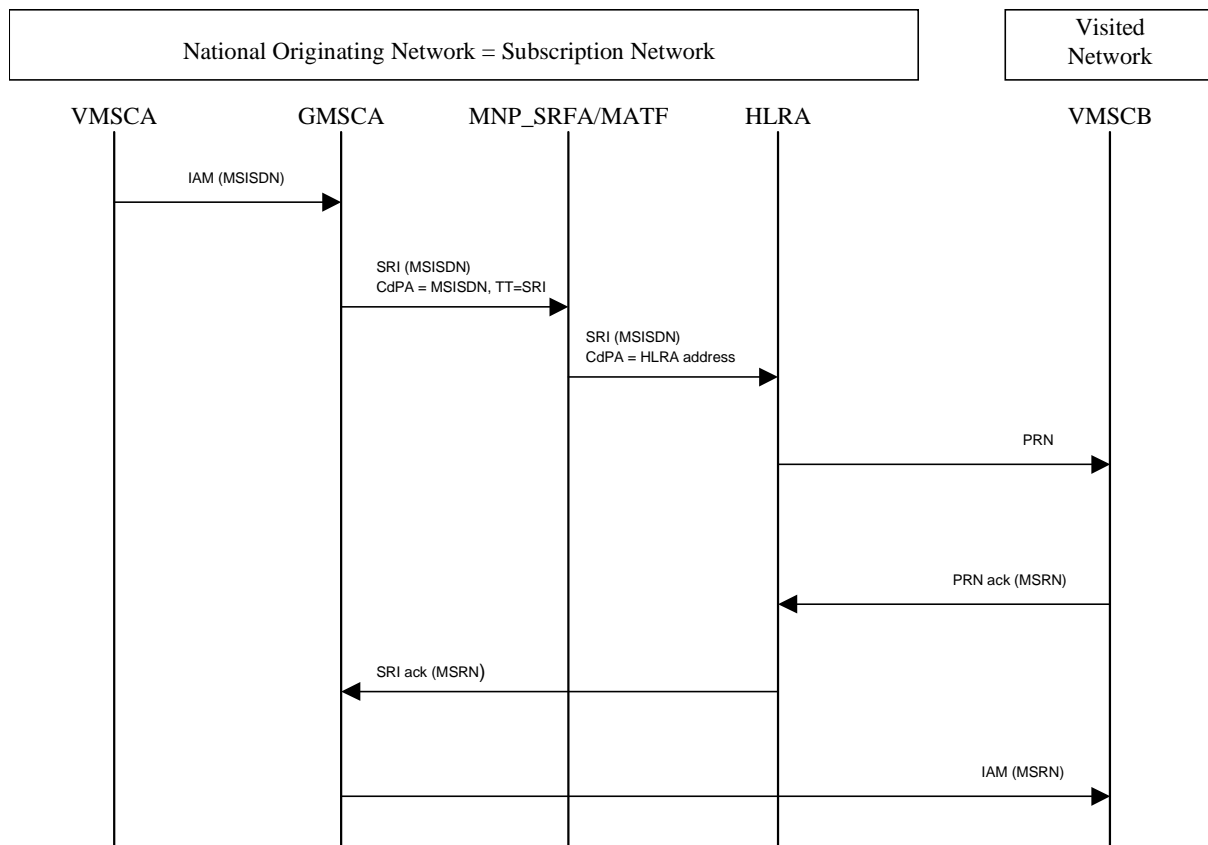 National Originating Network = Subscription Network
Visited
Network
VMSCA
GMSCA
MNP_SRFA/MATF
HLRA
VMSCB
IAM (MSISDN)
SRI (MSISDN)
CdPA = MSISDN, TT=SRI
SRI (MSISDN)
CdPA = HLRA address
PRN
PRN ack (MSRN)
SRI ack (MSRN)
IAM (MSRN)